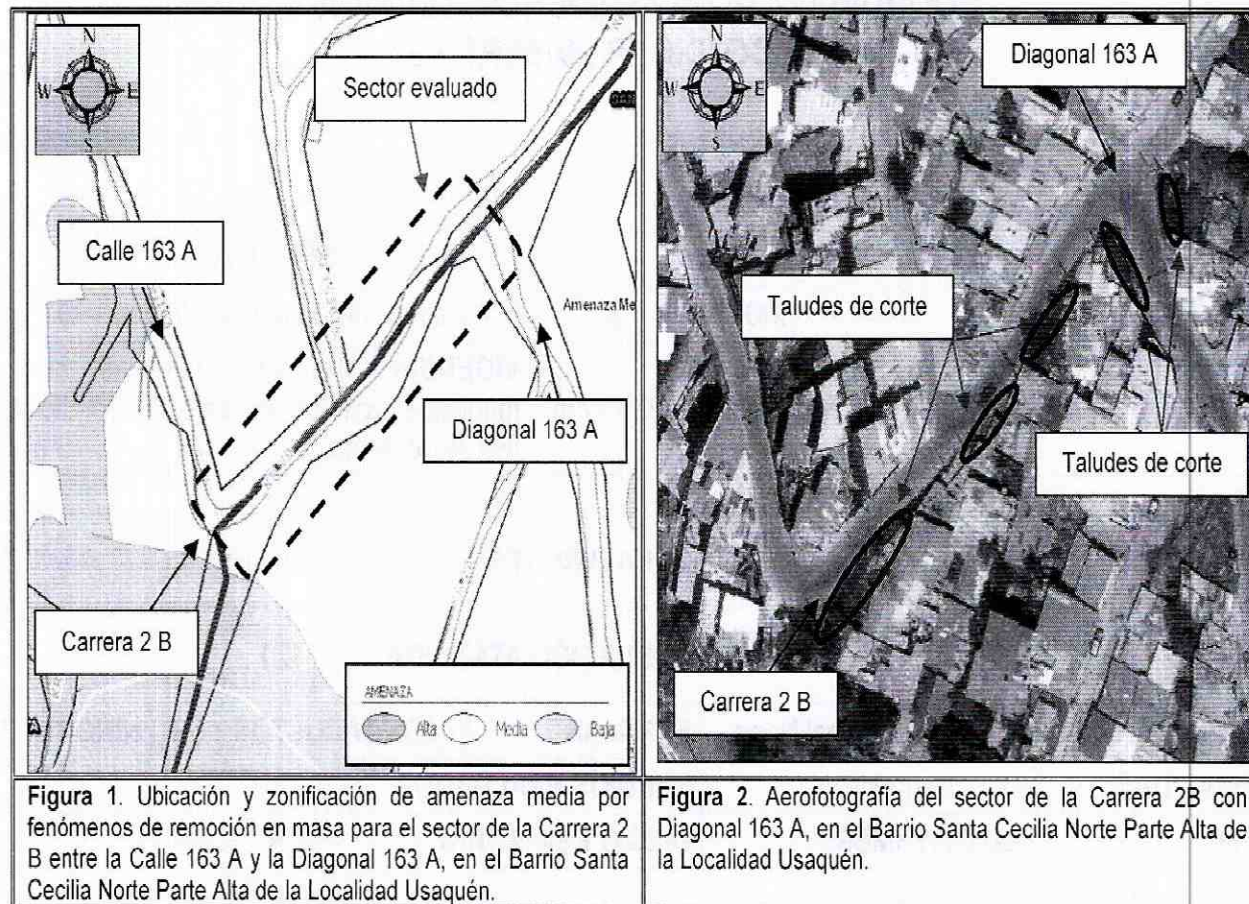 N
W E
S
Sector evaluado
Calle 163 A
Amenaza Me
Diagonal 163 A
Carrera 2 B
AMENAZA
Alta Media Baja
N
W E
S
Diagonal 163 A
Taludes de corte
Taludes de corte
Carrera 2 B
Figura 1. Ubicación y zonificación de amenaza media por
fenómenos de remoción en masa para el sector de la Carrera 2
B entre la Calle 163 A y la Diagonal 163 A, en el Barrio Santa
Cecilia Norte Parte Alta de la Localidad Usaquén.
Figura 2. Aerofotografía del sector de la Carrera 2B con
Diagonal 163 A, en el Barrio Santa Cecilia Norte Parte Alta de
la Localidad Usaquén.